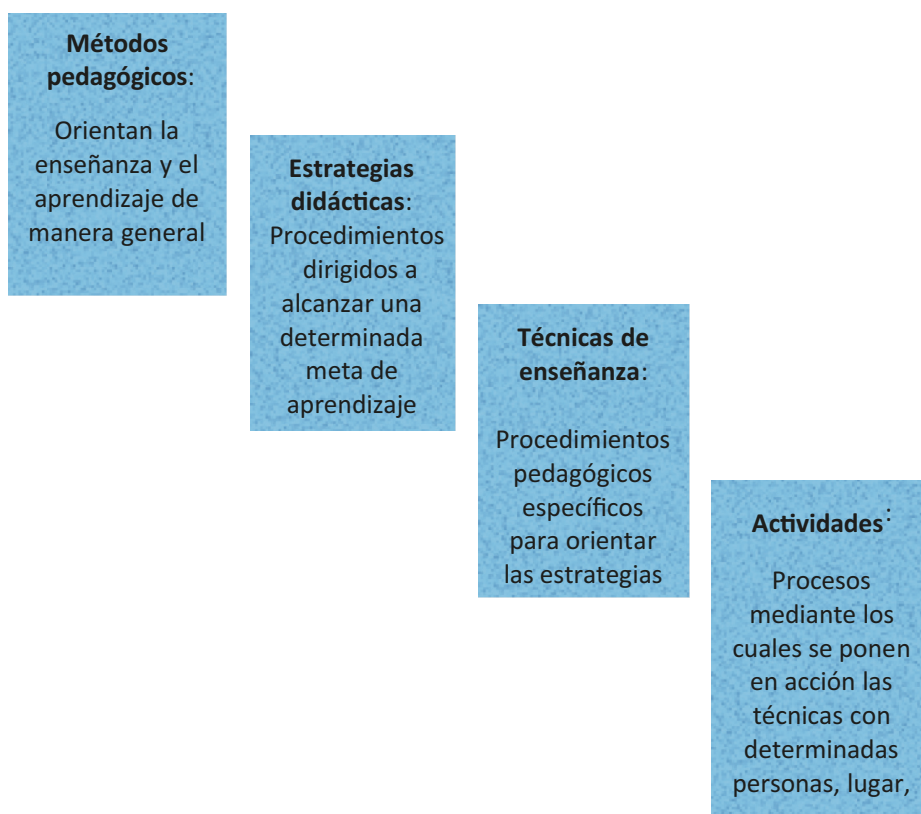 Métodos
pedagógicos:
Orientan la
enseñanza y el
aprendizaje de
manera general
Estrategias
didácticas:
Procedimientos
dirigidos a
alcanzar una
determinada
meta de
aprendizaje
Técnicas de
enseñanza:
Procedimientos
pedagógicos
específicos
para orientar
las estrategias
Actividades:
Procesos
mediante los
cuales se ponen
en acción las
técnicas con
determinadas
personas, lugar,